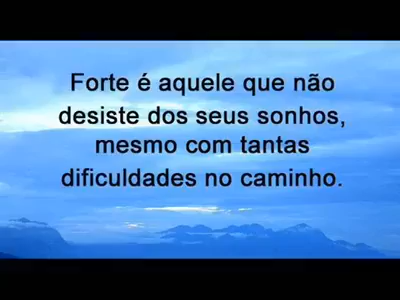 Forte é aquele que não
desiste dos seus sonhos,
mesmo com tantas
dificuldades no caminho.